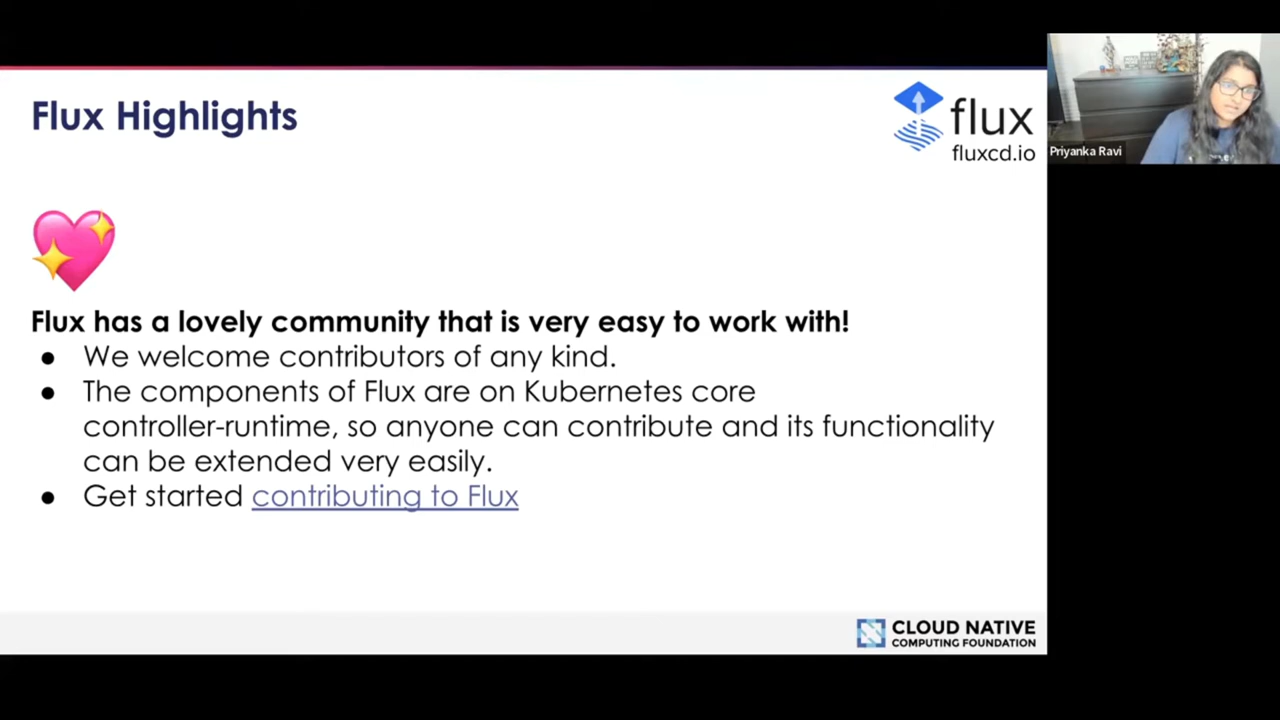 Flux Highlights
flux
fluxcd.io
Priyanka Ravi
Flux has a lovely community that is very easy to work with!
● We welcome contributors of any kind.
● The components of Flux are on Kubernetes core
controller-runtime, so anyone can contribute and its functionality
can be extended very easily.
● Get started contributing to Flux
CLOUD NATIVE
COMPUTING FOUNDATION